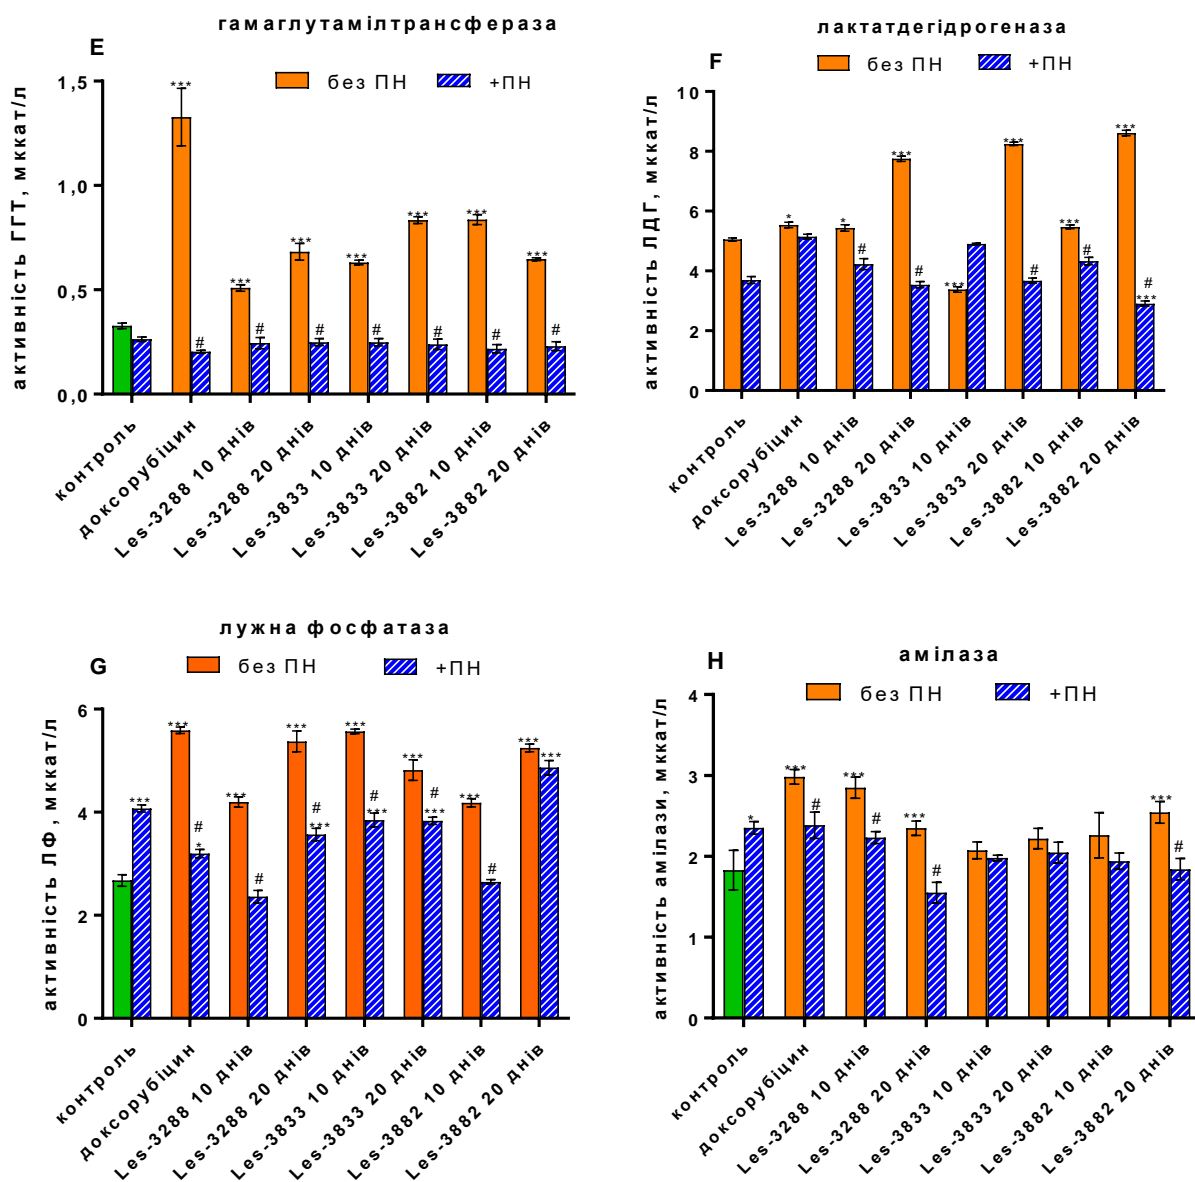 гамаглутамілтрансфераза
E
без ПН
+ПН
активність ГГТ, мккат/л
1,5
1,0
0,5
0,0
***
***
***
***
***
***
***
#
#
#
#
#
#
#
контроль
доксорубіцин
Les-3288 10 днів
Les-3288 20 днів
Les-3833 10 днів
Les-3833 20 днів
Les-3882 10 днів
Les-3882 20 днів
лактатдегідрогеназа
F
без ПН
+ПН
активність ЛДГ, мккат/л
10
8
6
4
2
0
*
*
#
***
#
***
***
#
***
#
***
#
***
контроль
доксорубіцин
Les-3288 10 днів
Les-3288 20 днів
Les-3833 10 днів
Les-3833 20 днів
Les-3882 10 днів
Les-3882 20 днів
лужна фосфатаза
G
без ПН
+ПН
активність ЛФ, мккат/л
6
4
2
0
***
***
#
*
***
#
***
#
***
***
#
***
***
#
***
***
#
***
***
контроль
доксорубіцин
Les-3288 10 днів
Les-3288 20 днів
Les-3833 10 днів
Les-3833 20 днів
Les-3882 10 днів
Les-3882 20 днів
амілаза
H
без ПН
+ПН
активність амілази, мккат/л
4
3
2
1
0
*
***
#
***
#
***
#
***
#
контроль
доксорубіцин
Les-3288 10 днів
Les-3288 20 днів
Les-3833 10 днів
Les-3833 20 днів
Les-3882 10 днів
Les-3882 20 днів